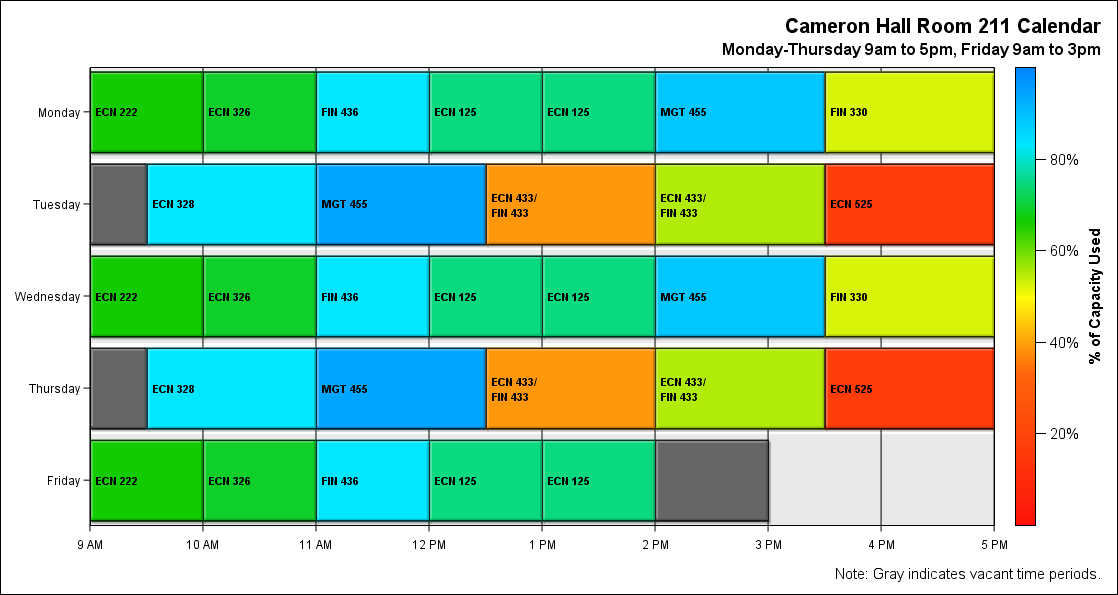 Cameron Hall Room 211 Calendar
Monday-Thursday 9am to 5pm, Friday 9am to 3pm
Monday
ECN 222
ECN 326
FIN 436
ECN 125
ECN 125
MGT 455
FIN 330
Tuesday
ECN 328
MGT 455
ECN 433/
FIN 433
ECN 433/
FIN 433
ECN 525
Wednesday
ECN 222
ECN 326
FIN 436
ECN 125
ECN 125
MGT 455
FIN 330
Thursday
ECN 328
MGT 455
ECN 433/
FIN 433
ECN 433/
FIN 433
ECN 525
Friday
ECN 222
ECN 326
FIN 436
ECN 125
ECN 125
9 AM
10 AM
11 AM
12 PM
1 PM
2 PM
3 PM
4 PM
5 PM
80%
60%
40%
20%
% of Capacity Used
Note: Gray indicates vacant time periods.